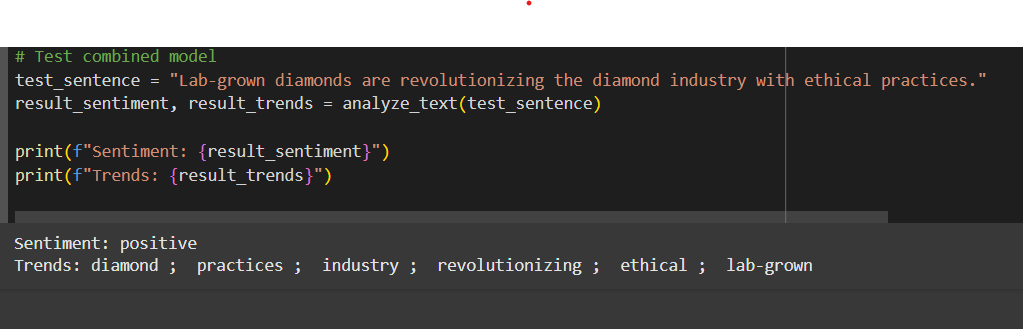 # Test combined model
test_sentence = "Lab-grown diamonds are revolutionizing the diamond industry with ethical practices."
result_sentiment, result_trends = analyze_text(test_sentence)
print(f"Sentiment: {result_sentiment}")
print(f"Trends: {result_trends}")
Sentiment: positive
Trends: diamond ;  practices ;  industry ;  revolutionizing ;  ethical ;  lab-grown